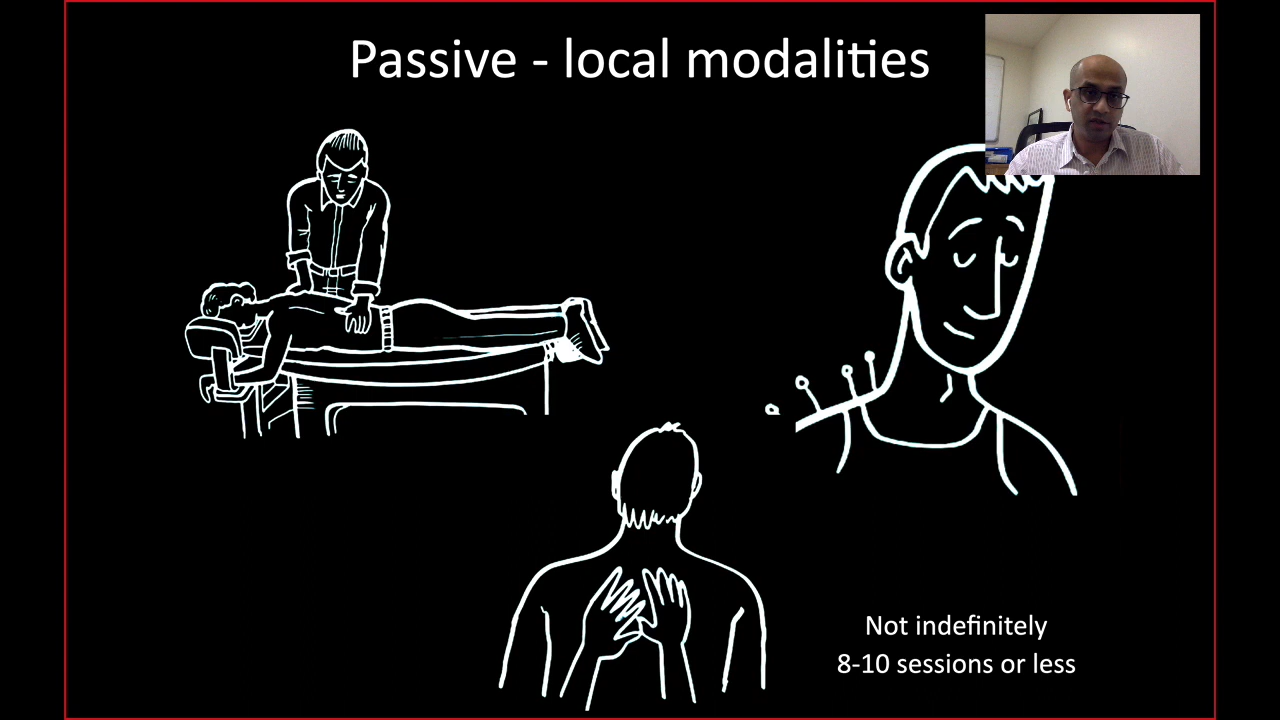 Passive - local modalities
Not indefinitely
8-10 sessions or less